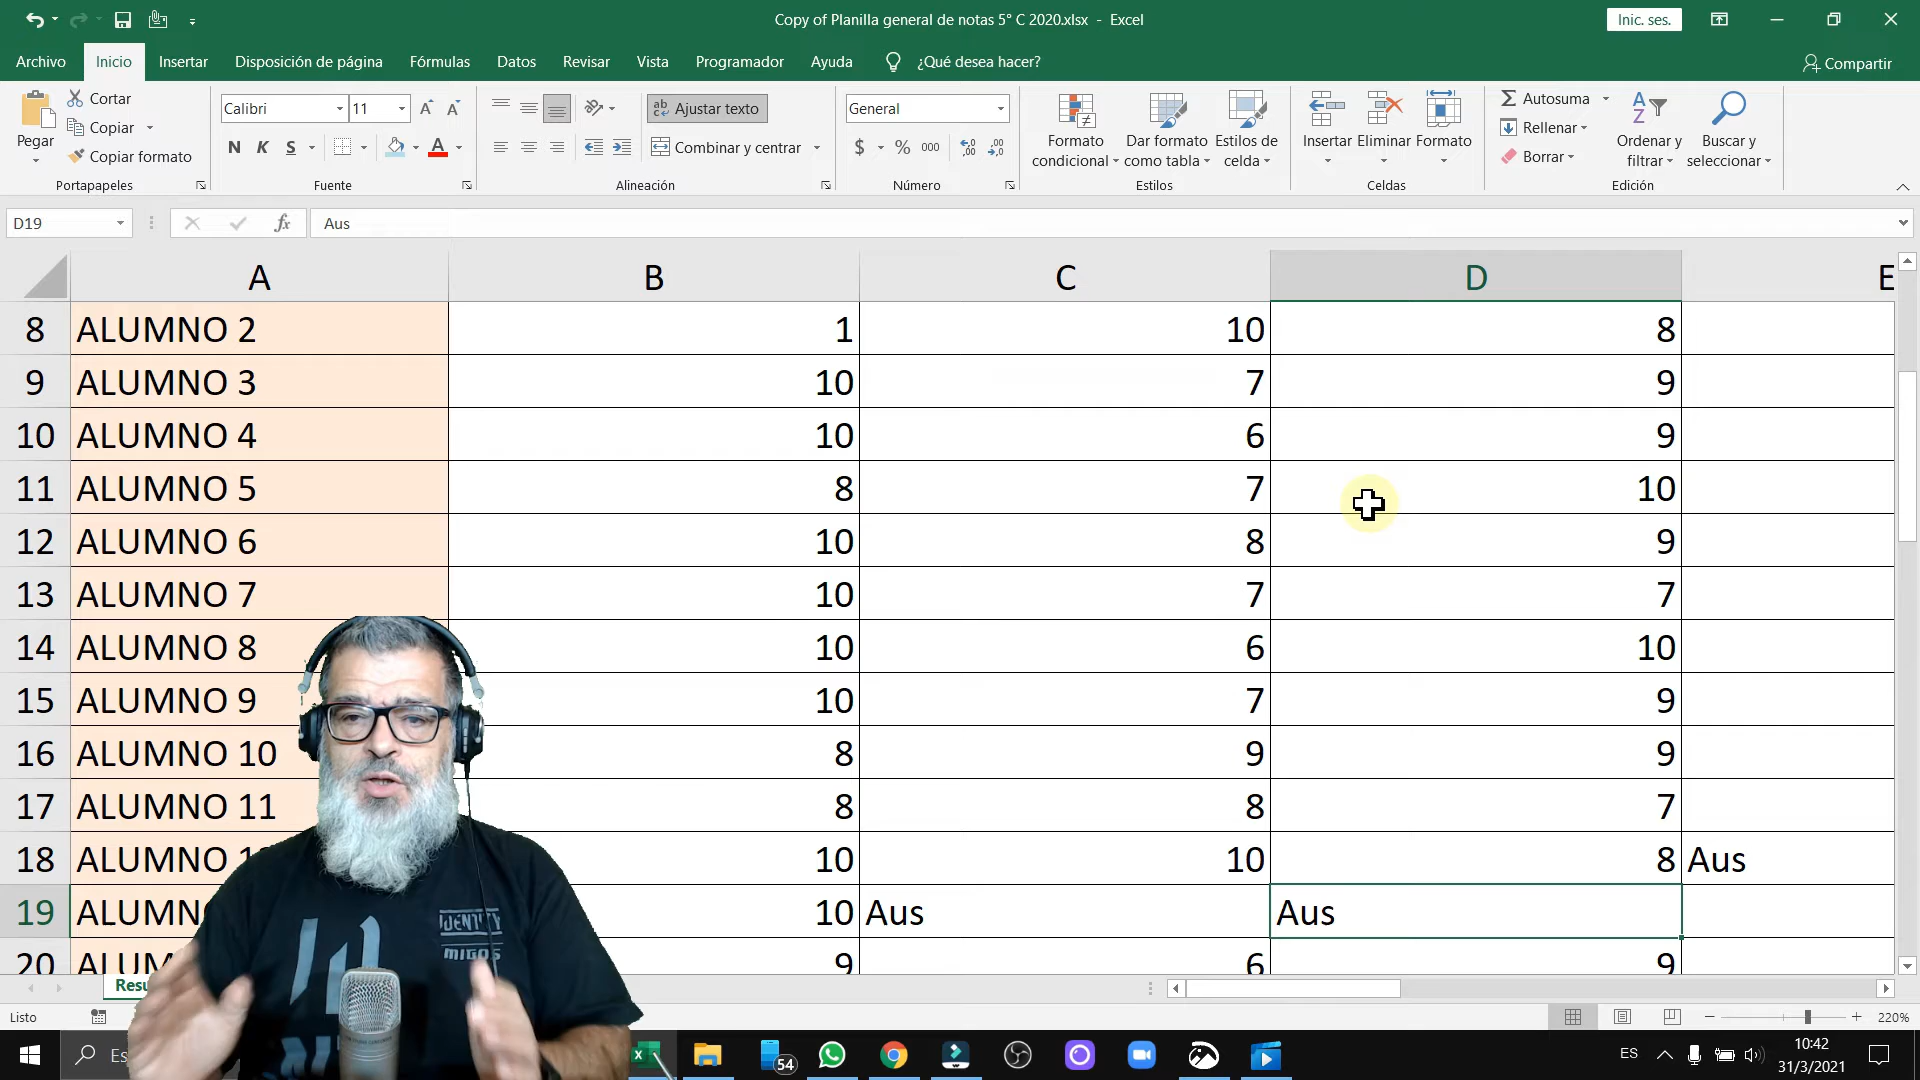 Copy of Planilla general de notas 5° C 2020.xlsx - Excel
Inic. ses.
Archivo Inicio Insertar Disposición de página Fórmulas Datos Revisar Vista Programador Ayuda ¿Qué desea hacer? Compartir
Pegar
Cortar
Copiar
Copiar formato
Portapapeles
Calibri 11
N K S
Fuente
Ajustar texto
Combinar y centrar
Alineación
General
$ % 000
Número
Formato condicional
Dar formato como tabla
Estilos de celda
Estilos
Insertar Eliminar Formato
Celdas
Autosuma
Rellenar
Borrar
Ordenar y filtrar
Buscar y seleccionar
Edición
D19 fx Aus
A B C D E
8 ALUMNO 2 1 10 8
9 ALUMNO 3 10 7 9
10 ALUMNO 4 10 6 9
11 ALUMNO 5 8 7 10
12 ALUMNO 6 10 8 9
13 ALUMNO 7 10 7 7
14 ALUMNO 8 10 6 10
15 ALUMNO 9 10 7 9
16 ALUMNO 10 8 9 9
17 ALUMNO 11 8 8 7
18 ALUMNO 10 10 8 Aus
19 10 Aus Aus
20 9 6 9
IDENTITY
MIGOS
Listo
220%
54
ES
10:42
31/3/2021